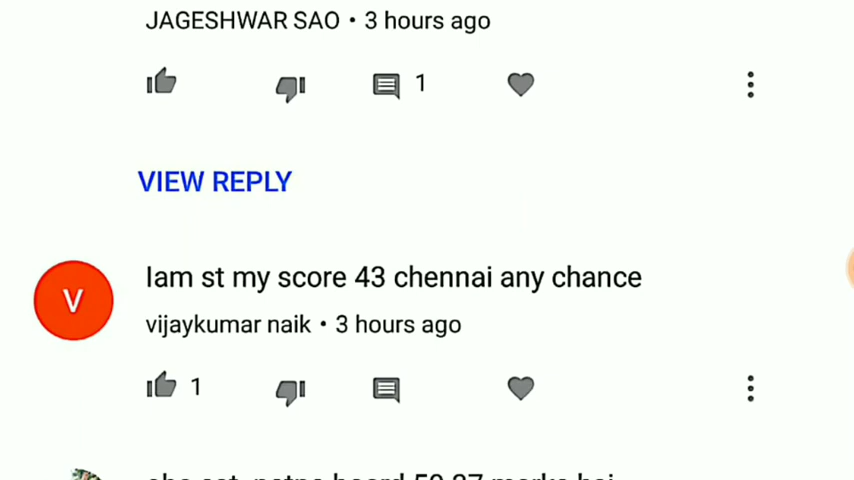 JAGESHWAR SAO • 3 hours ago
1
VIEW REPLY
V
Iam st my score 43 chennai any chance
vijaykumar naik • 3 hours ago
1